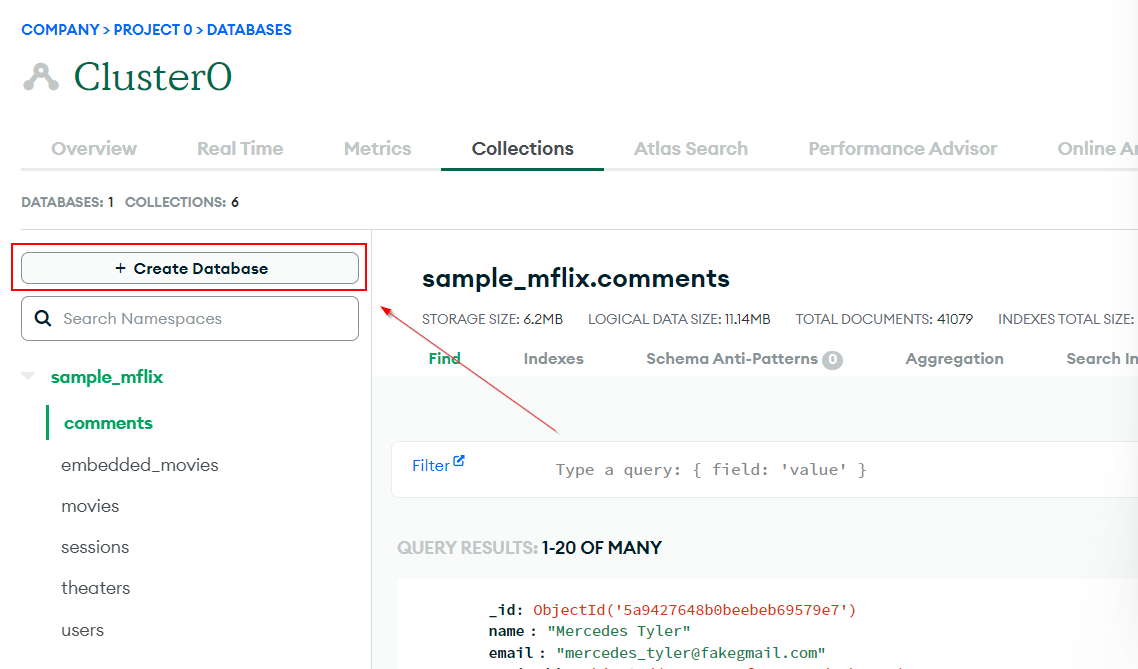 COMPANY > PROJECT 0 > DATABASES
Cluster0
Overview Real Time Metrics Collections Atlas Search Performance Advisor Online Ar
DATABASES: 1 COLLECTIONS: 6
+ Create Database
Search Namespaces
sample_mflix
comments
embedded_movies
movies
sessions
theaters
users
sample_mflix.comments
STORAGE SIZE: 6.2MB LOGICAL DATA SIZE: 11.14MB TOTAL DOCUMENTS: 41079 INDEXES TOTAL SIZE:
Find Indexes Schema Anti-Patterns 0 Aggregation Search In
Filter Type a query: { field: 'value' }
QUERY RESULTS: 1-20 OF MANY
_id: ObjectId('5a9427648b0beebeb69579e7')
name : "Mercedes Tyler"
email : "mercedes_tyler@fakegmail.com"